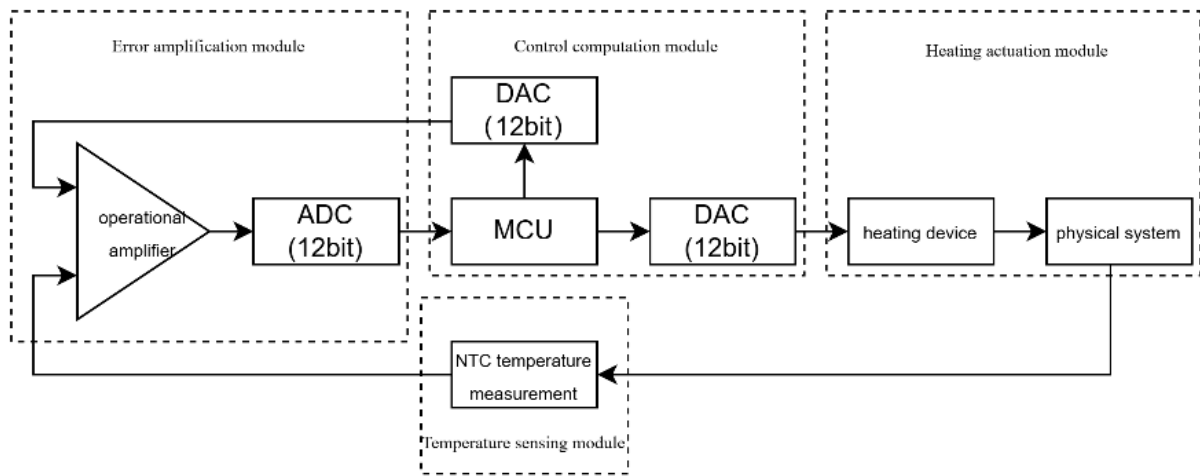 Error amplification module
Control computation module
Heating actuation module
DAC
(12bit)
operational
amplifier
ADC
(12bit)
MCU
DAC
(12bit)
heating device
physical system
NTC temperature
measurement
Temperature sensing module